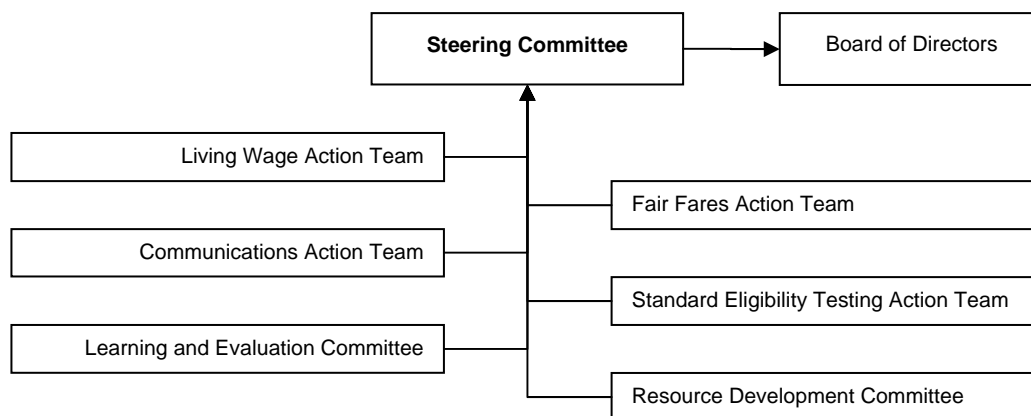 Steering Committee
Board of Directors
Living Wage Action Team
Fair Fares Action Team
Communications Action Team
Standard Eligibility Testing Action Team
Learning and Evaluation Committee
Resource Development Committee